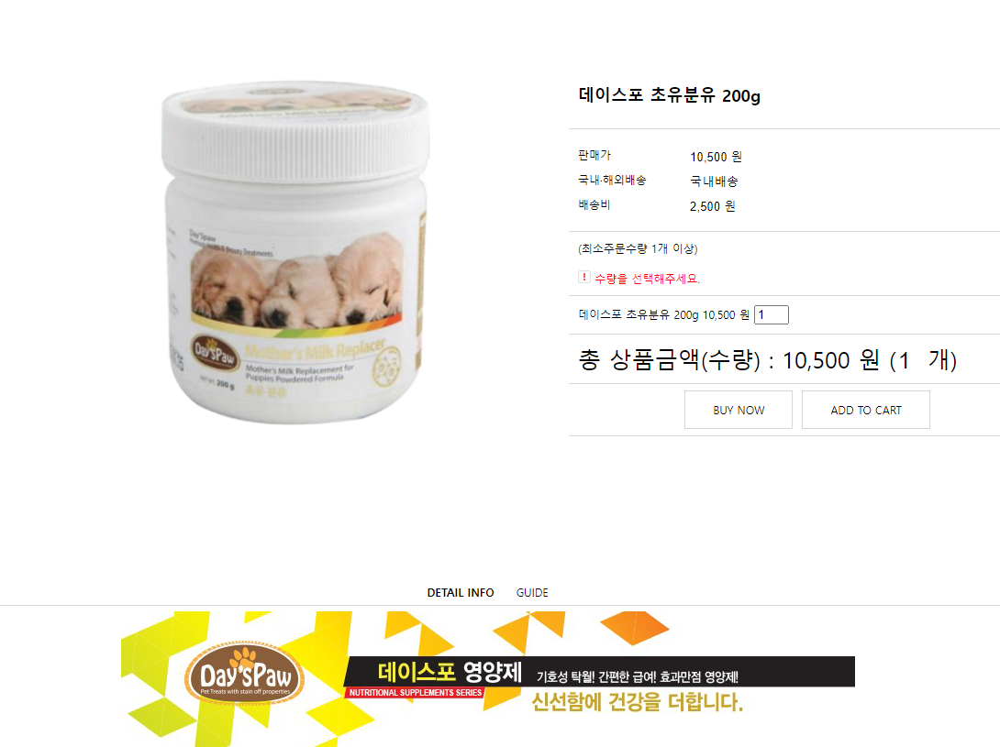 데이스포 초유분유 200g
판매가 10,500 원
국내·해외배송 국내배송
배송비 2,500 원
(최소주문수량 1개 이상)
! 수량을 선택해주세요.
데이스포 초유분유 200g 10,500 원 1
총 상품금액(수량) : 10,500 원 (1 개)
BUY NOW ADD TO CART
Day'sPaw
Premium Health & Beauty Treatments
Day'sPaw
Mother's Milk Replacer
Mother's Milk Replacement for
Puppies Powdered Formula
NET WT. 200 g
초유 분유
DETAIL INFO GUIDE
Day'sPaw
Pet Treats with stain off properties
데이스포 영양제 기호성 탁월! 간편한 급여! 효과만점 영양제!
NUTRITIONAL SUPPLEMENTS SERIES
신선함에 건강을 더합니다.